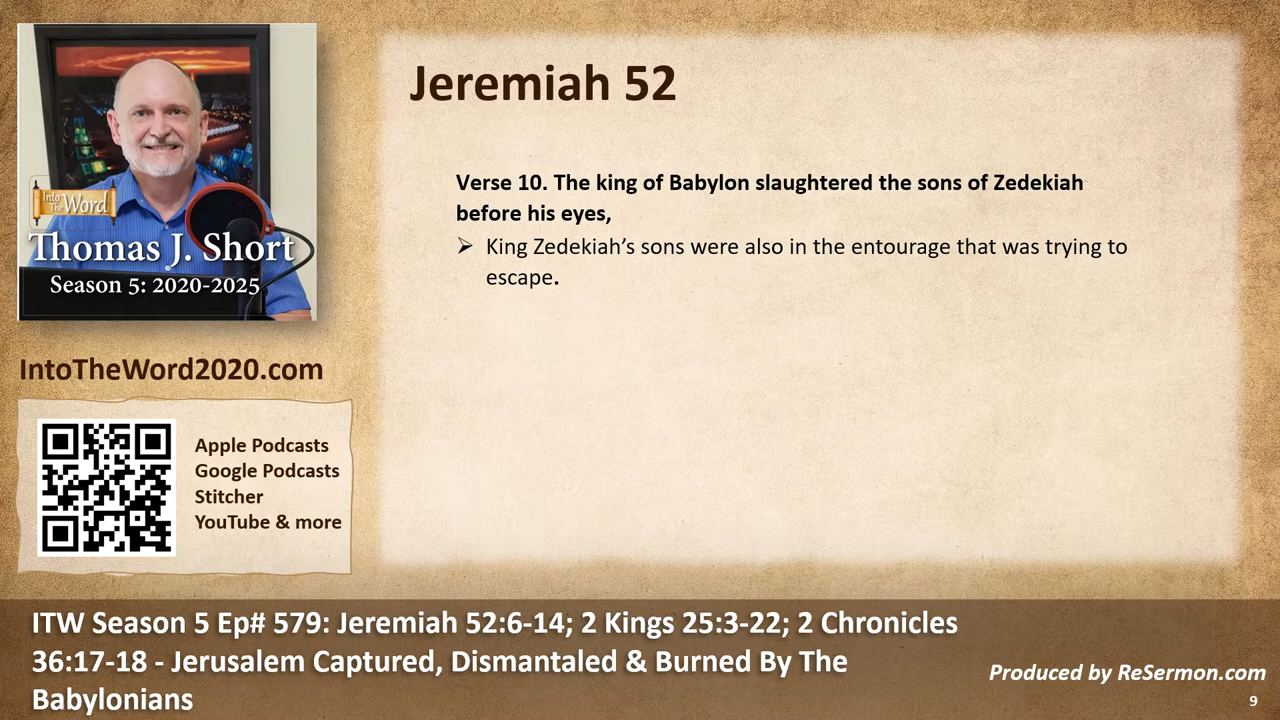 Into
The Word
Thomas J. Short
Season 5: 2020-2025
IntoTheWord2020.com
Apple Podcasts
Google Podcasts
Stitcher
YouTube & more
Jeremiah 52
Verse 10. The king of Babylon slaughtered the sons of Zedekiah
before his eyes,
➢ King Zedekiah’s sons were also in the entourage that was trying to
escape.
ITW Season 5 Ep# 579: Jeremiah 52:6-14; 2 Kings 25:3-22; 2 Chronicles
36:17-18 - Jerusalem Captured, Dismantaled & Burned By The
Babylonians
Produced by ReSermon.com
9